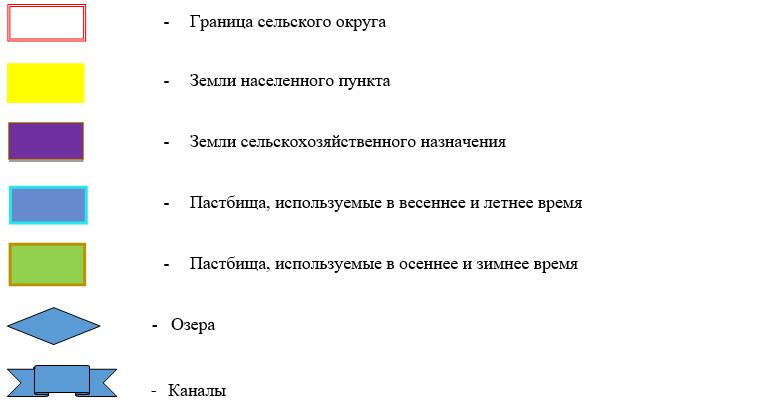 - Граница сельского округа
- Земли населенного пункта
- Земли сельскохозяйственного назначения
- Пастбища, используемые в весеннее и летнее время
- Пастбища, используемые в осеннее и зимнее время
- Озера
- Каналы